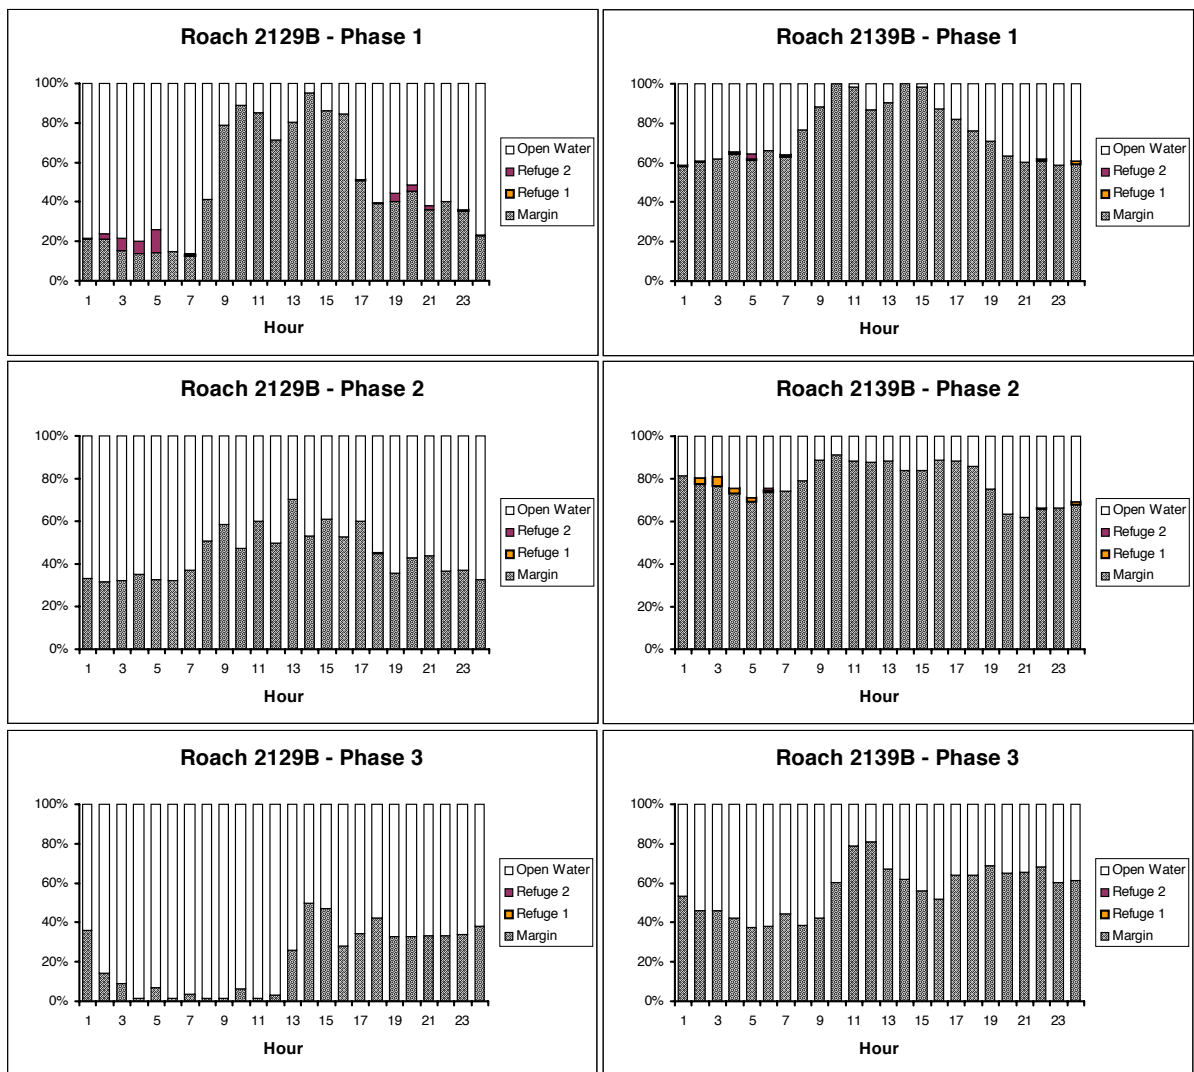 Roach 2129B - Phase 1
100%
80%
60%
40%
20%
0%
1 3 5 7 9 11 13 15 17 19 21 23
Hour
Open Water
Refuge 2
Refuge 1
Margin
Roach 2139B - Phase 1
100%
80%
60%
40%
20%
0%
1 3 5 7 9 11 13 15 17 19 21 23
Hour
Open Water
Refuge 2
Refuge 1
Margin
Roach 2129B - Phase 2
100%
80%
60%
40%
20%
0%
1 3 5 7 9 11 13 15 17 19 21 23
Hour
Open Water
Refuge 2
Refuge 1
Margin
Roach 2139B - Phase 2
100%
80%
60%
40%
20%
0%
1 3 5 7 9 11 13 15 17 19 21 23
Hour
Open Water
Refuge 2
Refuge 1
Margin
Roach 2129B - Phase 3
100%
80%
60%
40%
20%
0%
1 3 5 7 9 11 13 15 17 19 21 23
Hour
Open Water
Refuge 2
Refuge 1
Margin
Roach 2139B - Phase 3
100%
80%
60%
40%
20%
0%
1 3 5 7 9 11 13 15 17 19 21 23
Hour
Open Water
Refuge 2
Refuge 1
Margin